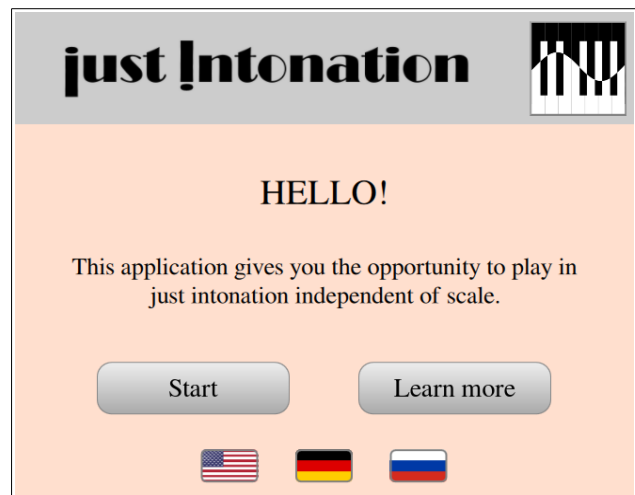 just Intonation
HELLO!
This application gives you the opportunity to play in
just intonation independent of scale.
Start
Learn more